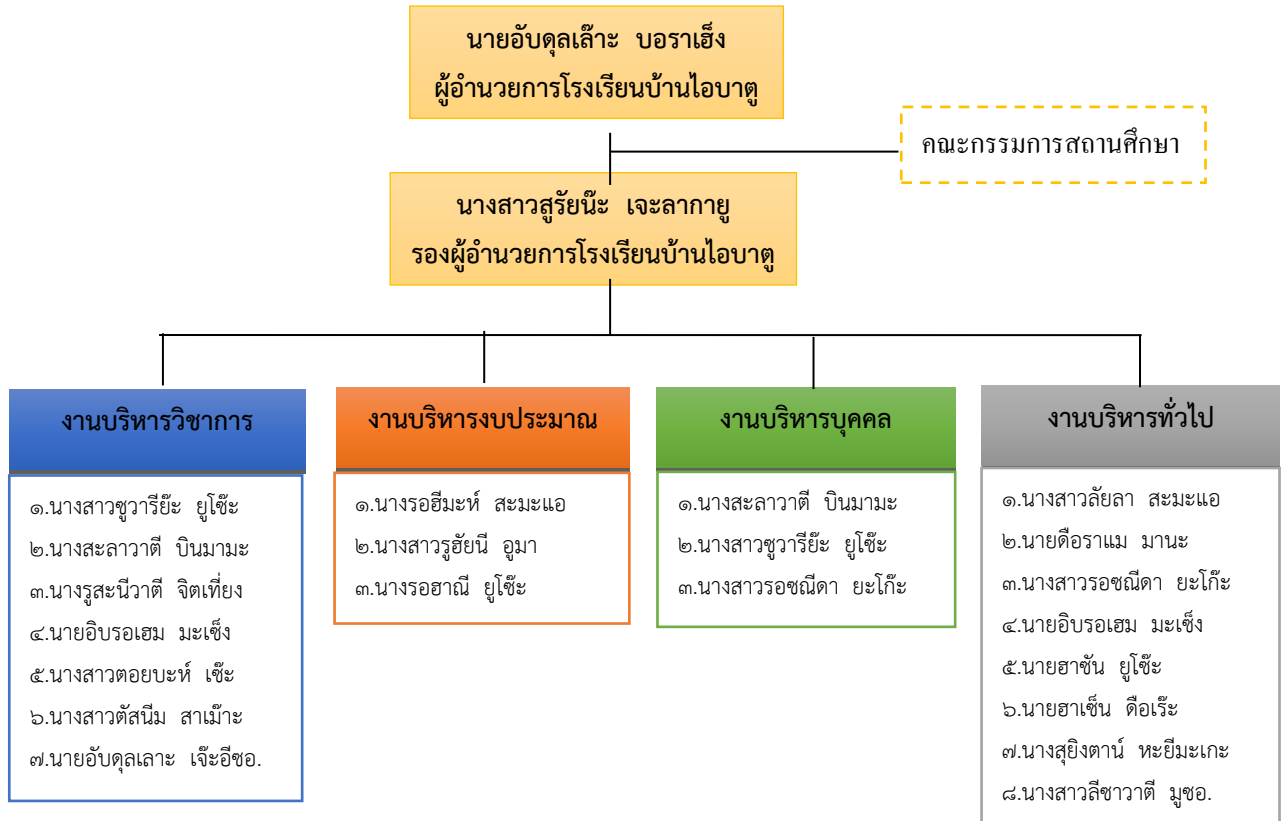 นายอับดุลเล๊าะ บอราเฮ็ง
ผู้อำนวยการโรงเรียนบ้านไอบาตู
คณะกรรมการสถานศึกษา
นางสาวสูรัยน๊ะ เจะลากายู
รองผู้อำนวยการโรงเรียนบ้านไอบาตู
งานบริหารวิชาการ
๑.นางสาวซูวารีย๊ะ ยูโซ๊ะ
๒.นางสะลาวาตี บินมามะ
๓.นางรูสะนีวาตี จิตเที่ยง
๔.นายอิบรอเฮม มะเซ็ง
๕.นางสาวตอยบะห์ เซ๊ะ
๖.นางสาวตัสนีม สาเม๊าะ
๗.นายอับดุลเลาะ เจ๊ะอีซอ.
งานบริหารงบประมาณ
๑.นางรอฮีมะห์ สะมะแอ
๒.นางสาวรูฮัยนี อูมา
๓.นางรอฮาณี ยูโซ๊ะ
งานบริหารบุคคล
๑.นางสะลาวาตี บินมามะ
๒.นางสาวซูวารีย๊ะ ยูโซ๊ะ
๓.นางสาวรอซณีดา ยะโก๊ะ
งานบริหารทั่วไป
๑.นางสาวลัยลา สะมะแอ
๒.นายดือราแม มานะ
๓.นางสาวรอซณีดา ยะโก๊ะ
๔.นายอิบรอเฮม มะเซ็ง
๕.นายฮาซัน ยูโซ๊ะ
๖.นายฮาเซ็น ดือเร๊ะ
๗.นางสุยิงตาน์ หะยีมะเกะ
๘.นางสาวลีซาวาตี มูซอ.